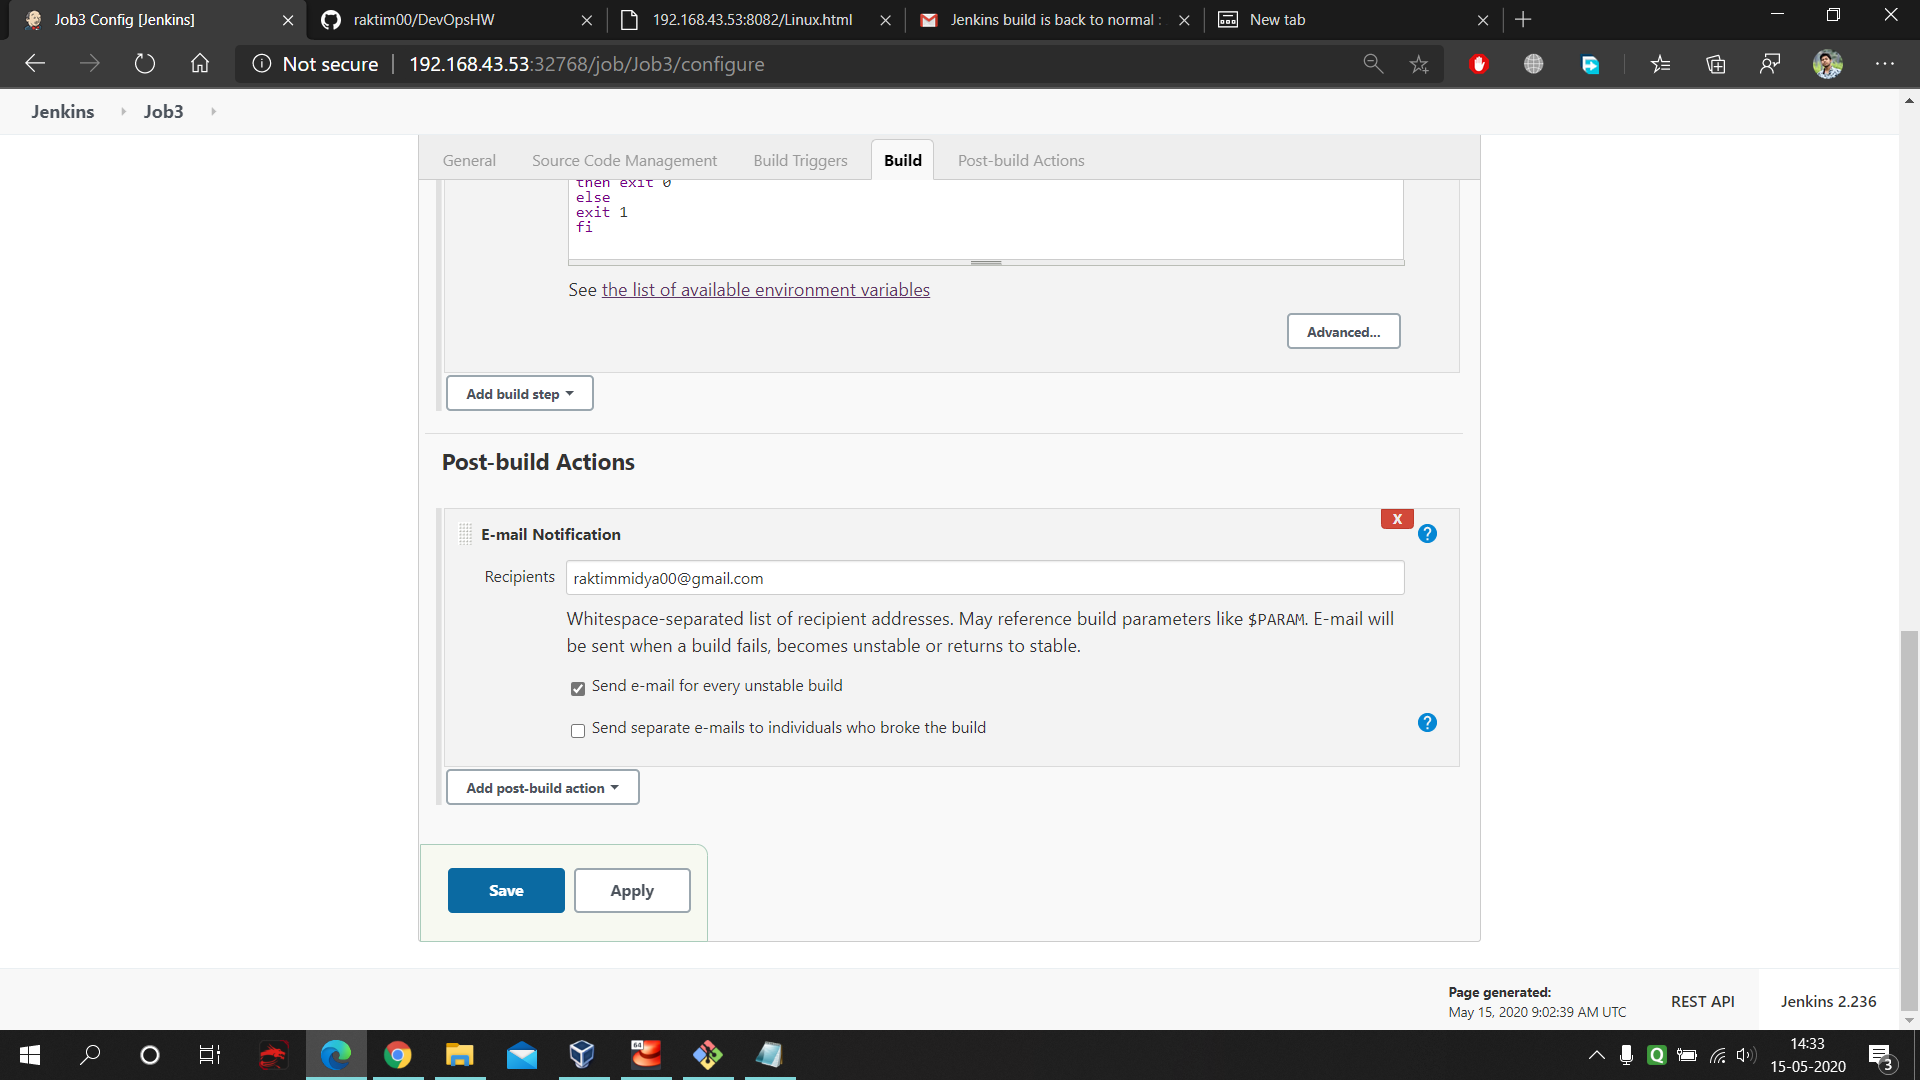 Job3 Config [Jenkins]
raktim00/DevOpsHW
192.168.43.53:8082/Linux.html
Jenkins build is back to normal :
New tab
Not secure
192.168.43.53:32768/job/Job3/configure
Jenkins
Job3
General
Source Code Management
Build Triggers
Build
Post-build Actions
then exit 0
else
exit 1
fi
See the list of available environment variables
Advanced...
Add build step
Post-build Actions
X
E-mail Notification
?
Recipients
raktimmidya00@gmail.com
Whitespace-separated list of recipient addresses. May reference build parameters like $PARAM. E-mail will
be sent when a build fails, becomes unstable or returns to stable.
Send e-mail for every unstable build
Send separate e-mails to individuals who broke the build
?
Add post-build action
Save
Apply
Page generated:
May 15, 2020 9:02:39 AM UTC
REST API
Jenkins 2.236
64
Q
14:33
15-05-2020
3